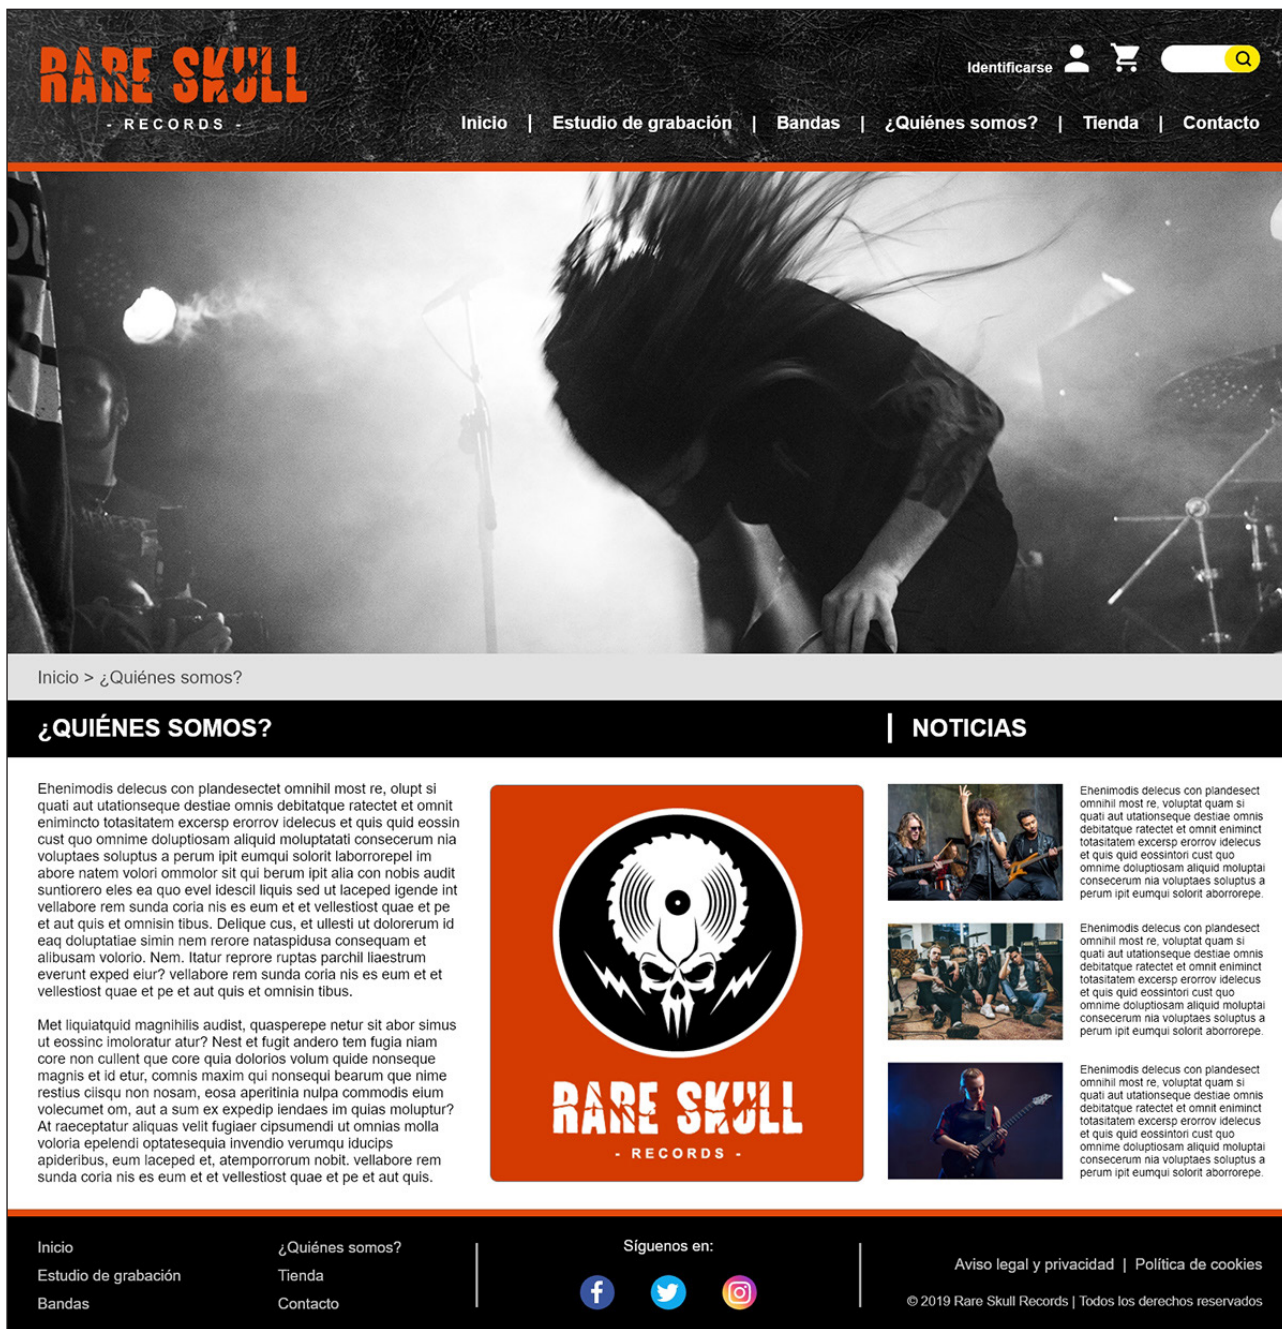 RARE SKULL
- RECORDS -
Identificarse
Inicio | Estudio de grabación | Bandas | ¿Quiénes somos? | Tienda | Contacto
Inicio > ¿Quiénes somos?
¿QUIÉNES SOMOS?
Ehenimodis delecus con plandesectet omnihil most re, olupt si
quati aut utationseque destiae omnis debitatque ratectet et omnit
enimincto totasitatem excersp erorrov idelecus et quis quid eossin
cust quo omnime doluptiosam aliquid moluptatati consecerum nia
voluptaes soluptus a perum ipit eumqui solorit laborrorepel im
abore natem volori ommolor sit qui berum ipit alia con nobis audit
suntiorero eles ea quo evel idescil liquis sed ut laceped igende int
vellabore rem sunda coria nis es eum et et vellestiost quae et pe
et aut quis et omnisin tibus. Delique cus, et ullesti ut dolorerum id
eaq doluptatiae simin nem rerore nataspidusa consequam et
alibusam volorio. Nem. Itatur reprore ruptas parchil liaestrum
everunt exped eiur? vellabore rem sunda coria nis es eum et et
vellestiost quae et pe et aut quis et omnisin tibus.
Met liquiatquid magnihilis audist, quasperepe netur sit abor simus
ut eossinc imoloratur atur? Nest et fugit andero tem fugia niam
core non cullent que core quia dolorios volum quide nonseque
magnis et id etur, comnis maxim qui nonsequi bearum que nime
restius ciisqu non nosam, eosa aperitinia nulpa commodis eium
volecumet om, aut a sum ex expedip iendaes im quias moluptur?
At raeceptatur aliquas velit fugiaer cipsumendi ut omnias molla
voloria epelendi optatesequia invendio verumqu iducips
apideribus, eum laceped et, atemporrorum nobit. vellabore rem
sunda coria nis es eum et et vellestiost quae et pe et aut quis.
RARE SKULL
- RECORDS -
| NOTICIAS
Ehenimodis delecus con plandesect
omnihil most re, voluptat quam si
quati aut utationseque destiae omnis
debitatque ratectet et omnit eniminct
totasitatem excersp erorrov idelecus
et quis quid eossintori cust quo
omnime doluptiosam aliquid moluptai
consecerum nia voluptaes soluptus a
perum ipit eumqui solorit aborrorepe.
Ehenimodis delecus con plandesect
omnihil most re, voluptat quam si
quati aut utationseque destiae omnis
debitatque ratectet et omnit eniminct
totasitatem excersp erorrov idelecus
et quis quid eossintori cust quo
omnime doluptiosam aliquid moluptai
consecerum nia voluptaes soluptus a
perum ipit eumqui solorit aborrorepe.
Ehenimodis delecus con plandesect
omnihil most re, voluptat quam si
quati aut utationseque destiae omnis
debitatque ratectet et omnit eniminct
totasitatem excersp erorrov idelecus
et quis quid eossintori cust quo
omnime doluptiosam aliquid moluptai
consecerum nia voluptaes soluptus a
perum ipit eumqui solorit aborrorepe.
Inicio
Estudio de grabación
Bandas
¿Quiénes somos?
Tienda
Contacto
Síguenos en:
Aviso legal y privacidad | Política de cookies
© 2019 Rare Skull Records | Todos los derechos reservados